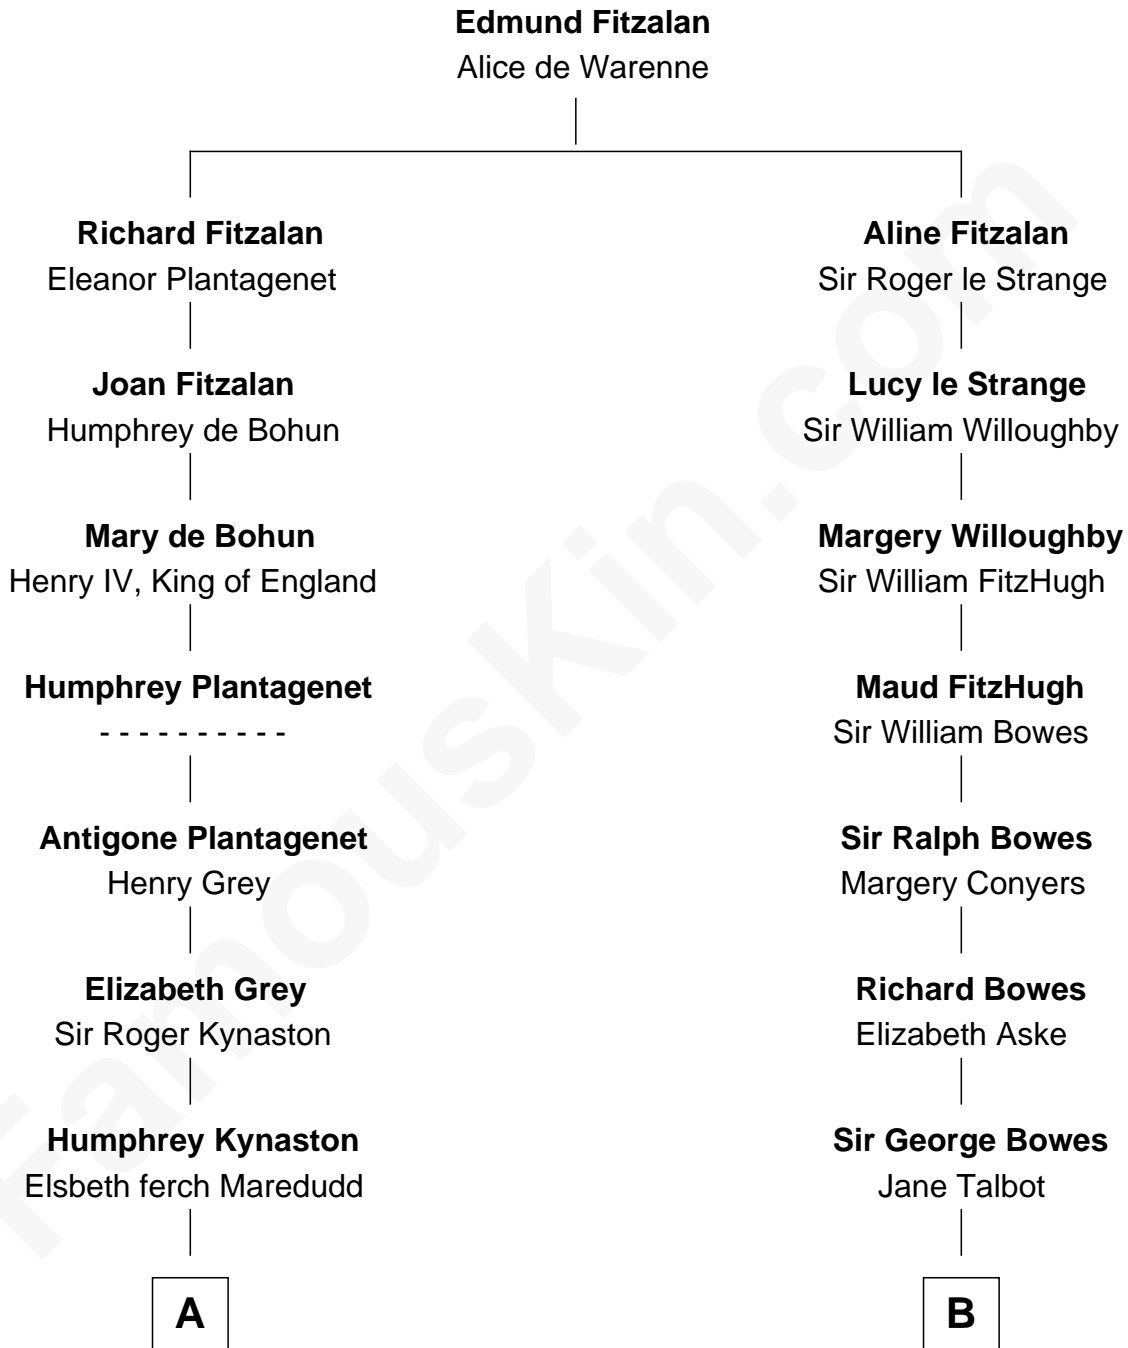 Edmund Fitzalan
Alice de Warenne
Richard Fitzalan
Eleanor Plantagenet
Joan Fitzalan
Humphrey de Bohun
Mary de Bohun
Henry IV, King of England
Humphrey Plantagenet
- - - - - - - - - -
Antigone Plantagenet
Henry Grey
Elizabeth Grey
Sir Roger Kynaston
Humphrey Kynaston
Elsbeth ferch Maredudd
A
Aline Fitzalan
Sir Roger le Strange
Lucy le Strange
Sir William Willoughby
Margery Willoughby
Sir William FitzHugh
Maud FitzHugh
Sir William Bowes
Sir Ralph Bowes
Margery Conyers
Richard Bowes
Elizabeth Aske
Sir George Bowes
Jane Talbot
B
FamousKin.com